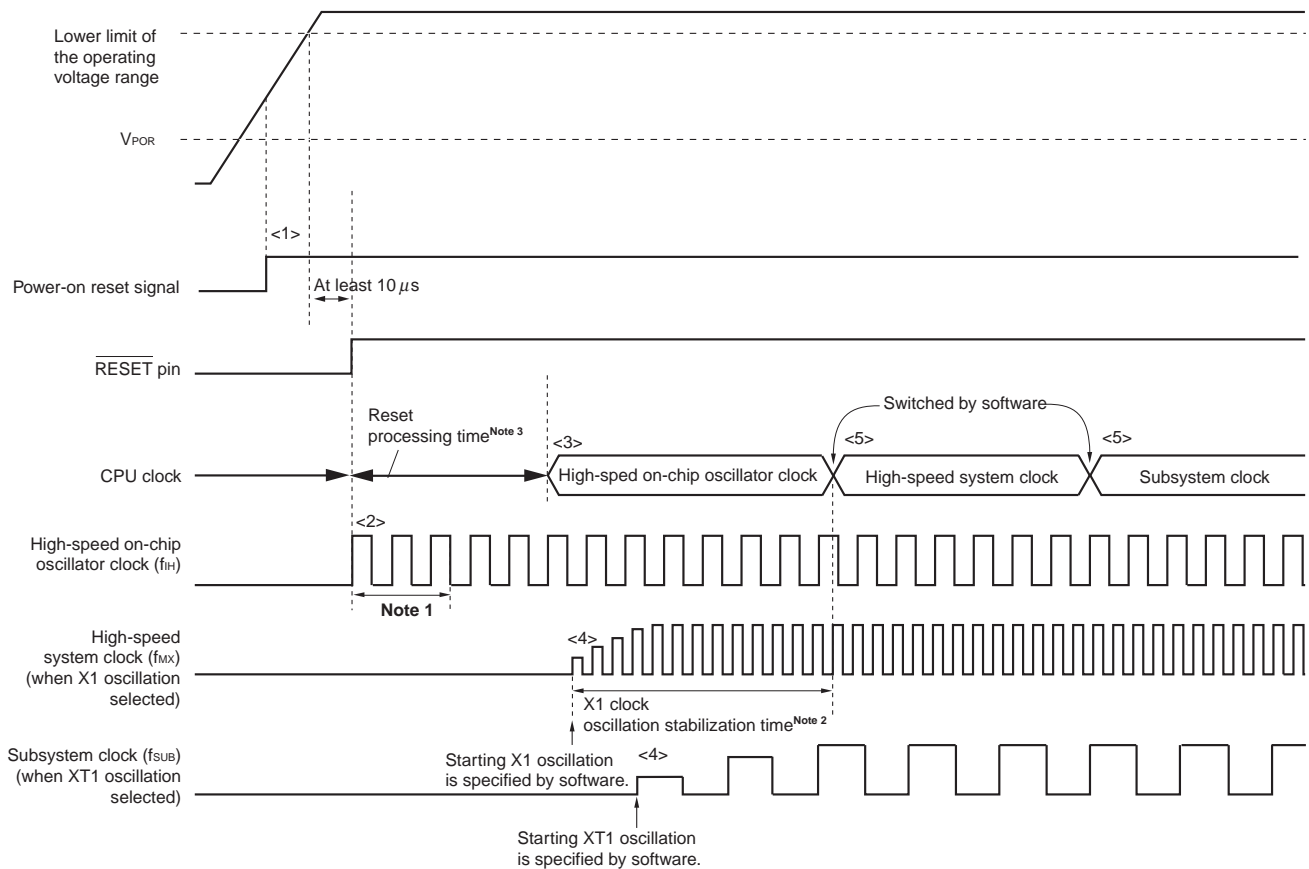 Lower limit of
the operating
voltage range
VPOR
<1>
Power-on reset signal
At least 10 μs
RESET pin
Switched by software
Reset
processing time Note 3
<3>
<5>
<5>
CPU clock
High-sped on-chip oscillator clock
High-speed system clock
Subsystem clock
<2>
High-speed on-chip
oscillator clock (fIH)
Note 1
High-speed
system clock (fMX)
(when X1 oscillation
selected)
<4>
X1 clock
oscillation stabilization time Note 2
Subsystem clock (fSUB)
(when XT1 oscillation
selected)
<4>
Starting X1 oscillation
is specified by software.
Starting XT1 oscillation
is specified by software.